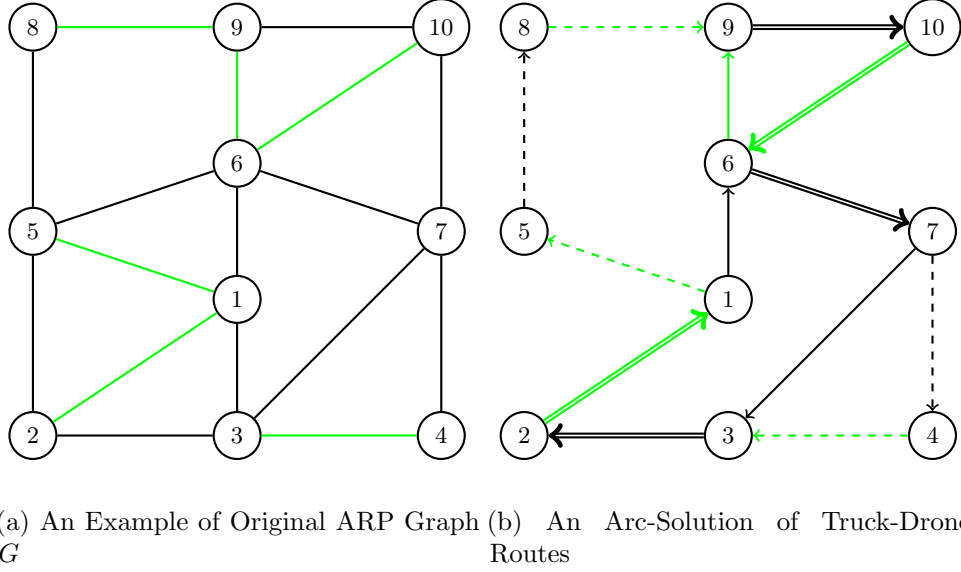 8 9 10 8 9 10
6 6
5 7 5 7
1 1
2 3 4 2 3 4
(a) An Example of Original ARP Graph (b) An Arc-Solution of Truck-Drone
G Routes